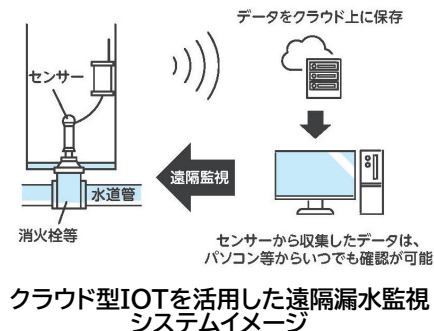 データをクラウド上に保存
センサー
遠隔監視
水道管
消火栓等
センサーから収集したデータは、
パソコン等からいつでも確認が可能
クラウド型IOTを活用した遠隔漏水監視
システムイメージ